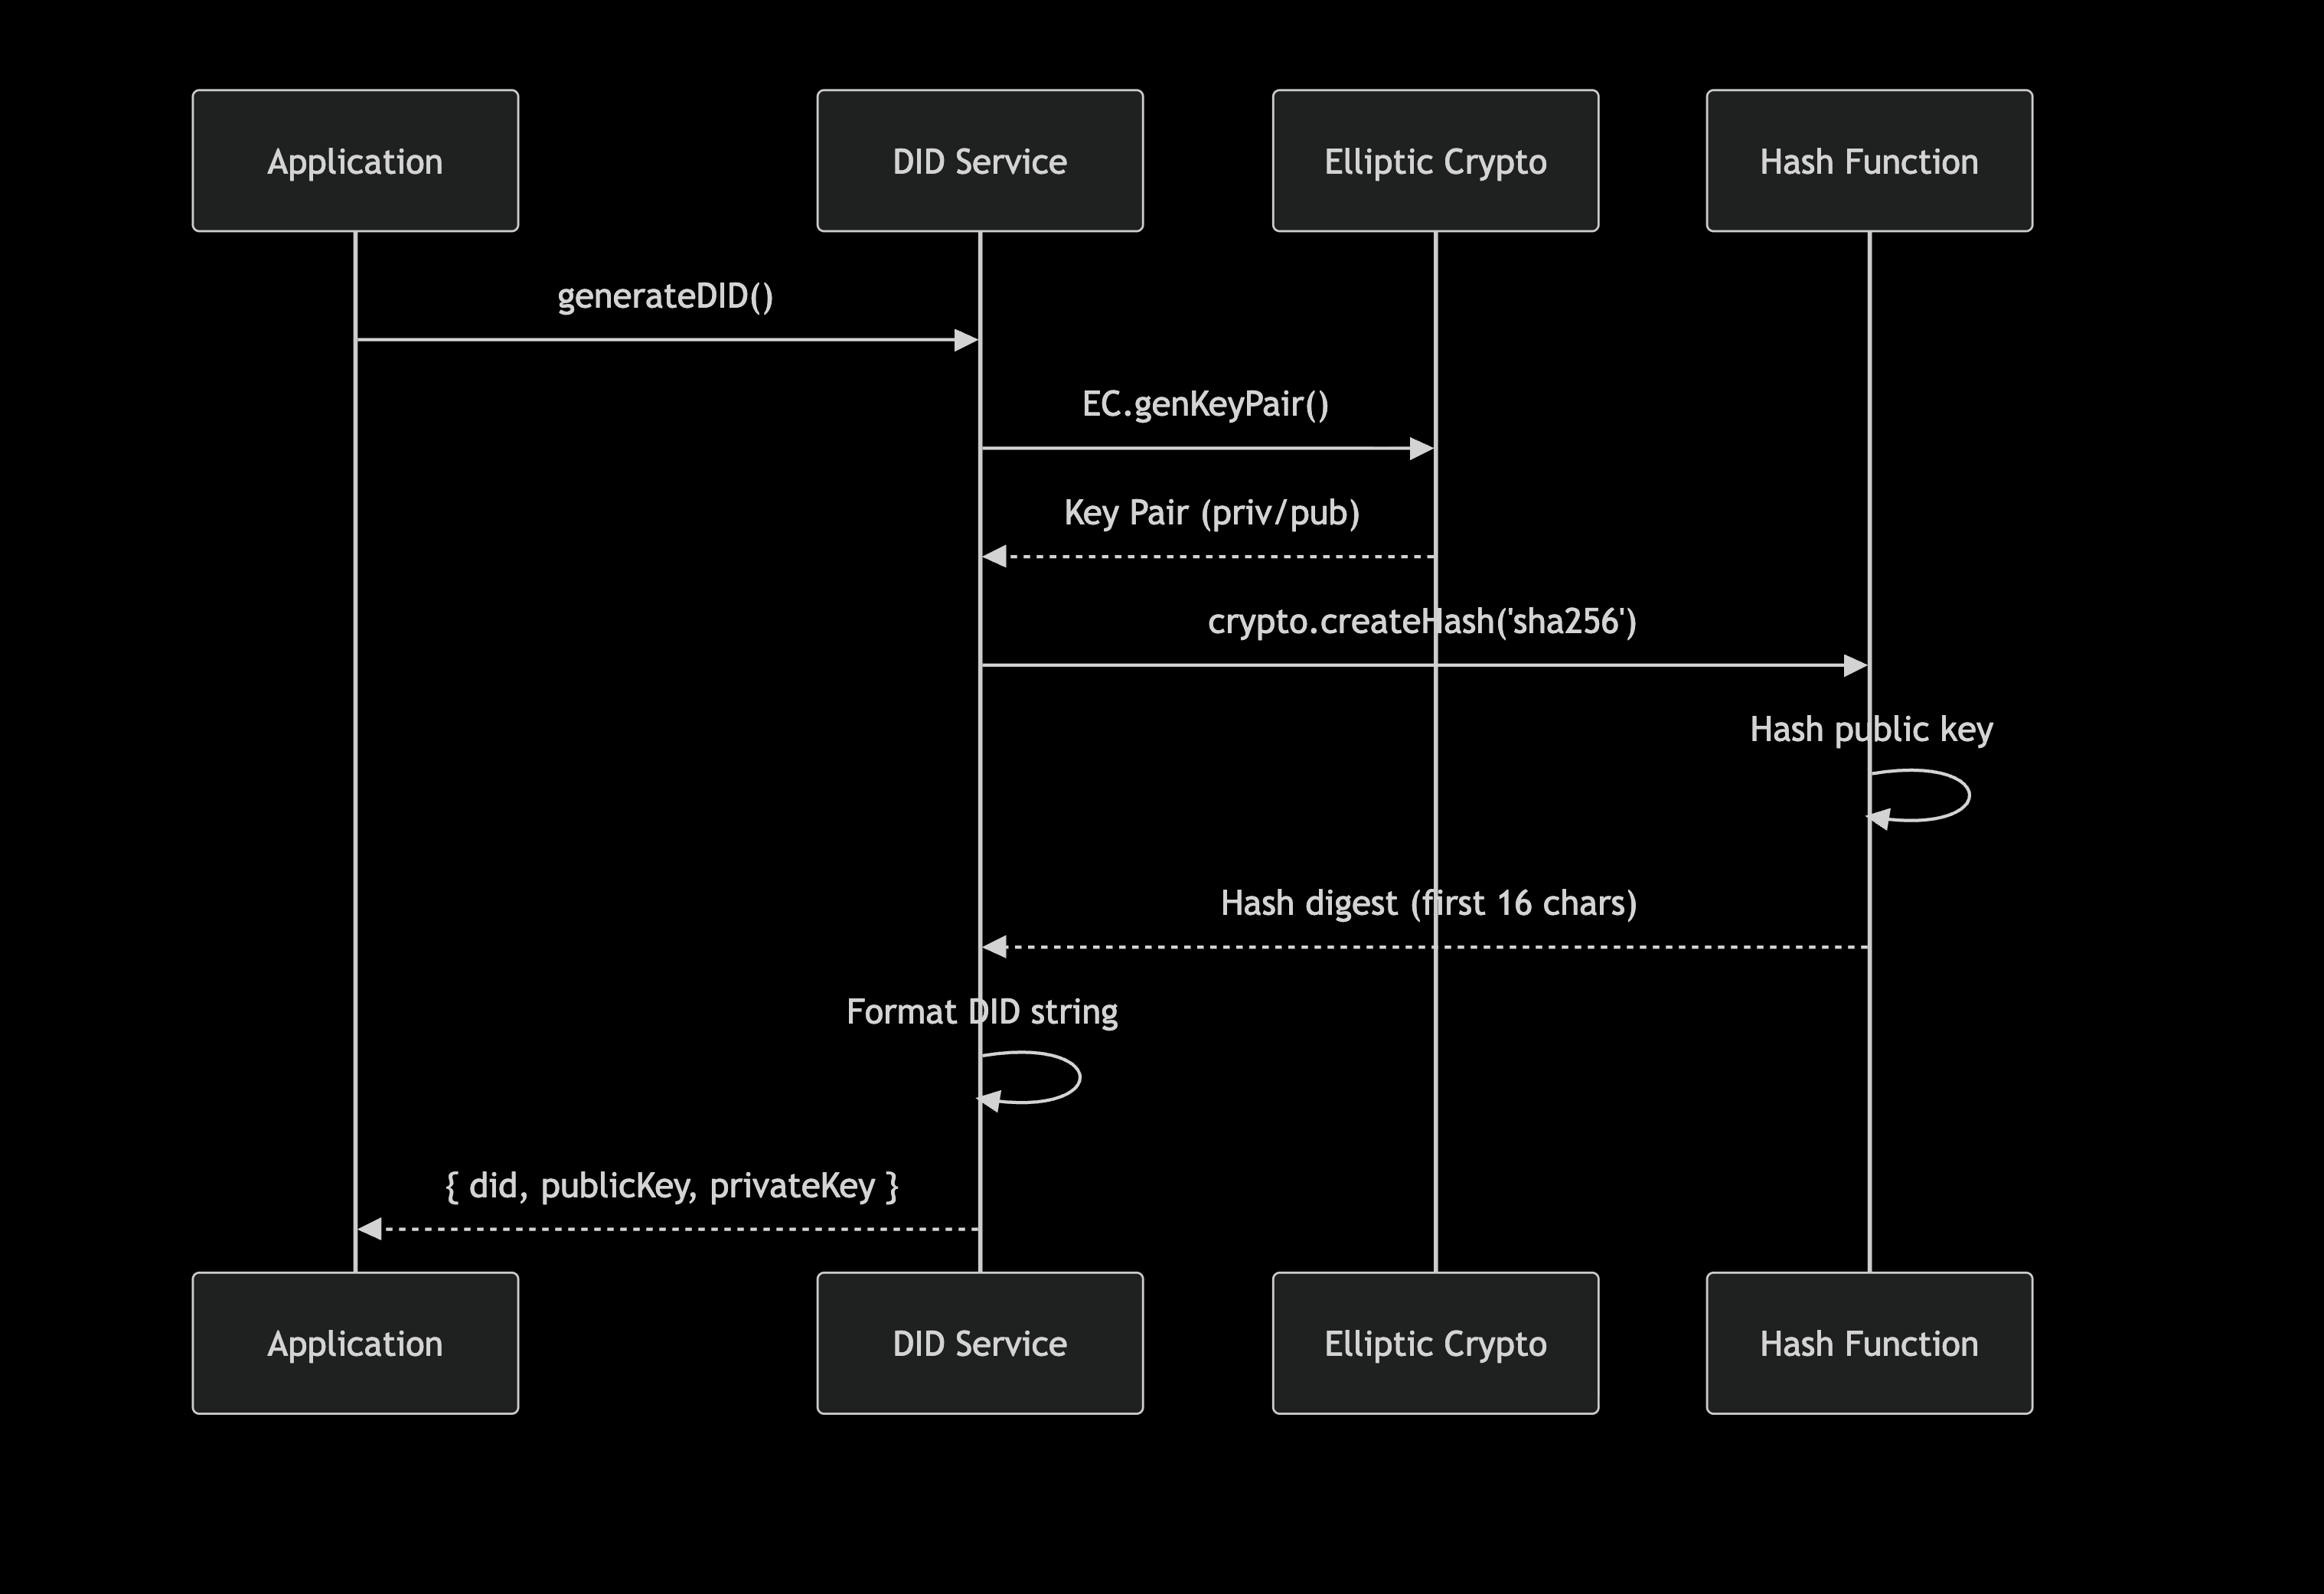 Application
DID Service
Elliptic Crypto
Hash Function
generateDID()
EC.genKeyPair()
Key Pair (priv/pub)
crypto.createHash('sha256')
Hash public key
Hash digest (first 16 chars)
Format DID string
{ did, publicKey, privateKey }
Application
DID Service
Elliptic Crypto
Hash Function